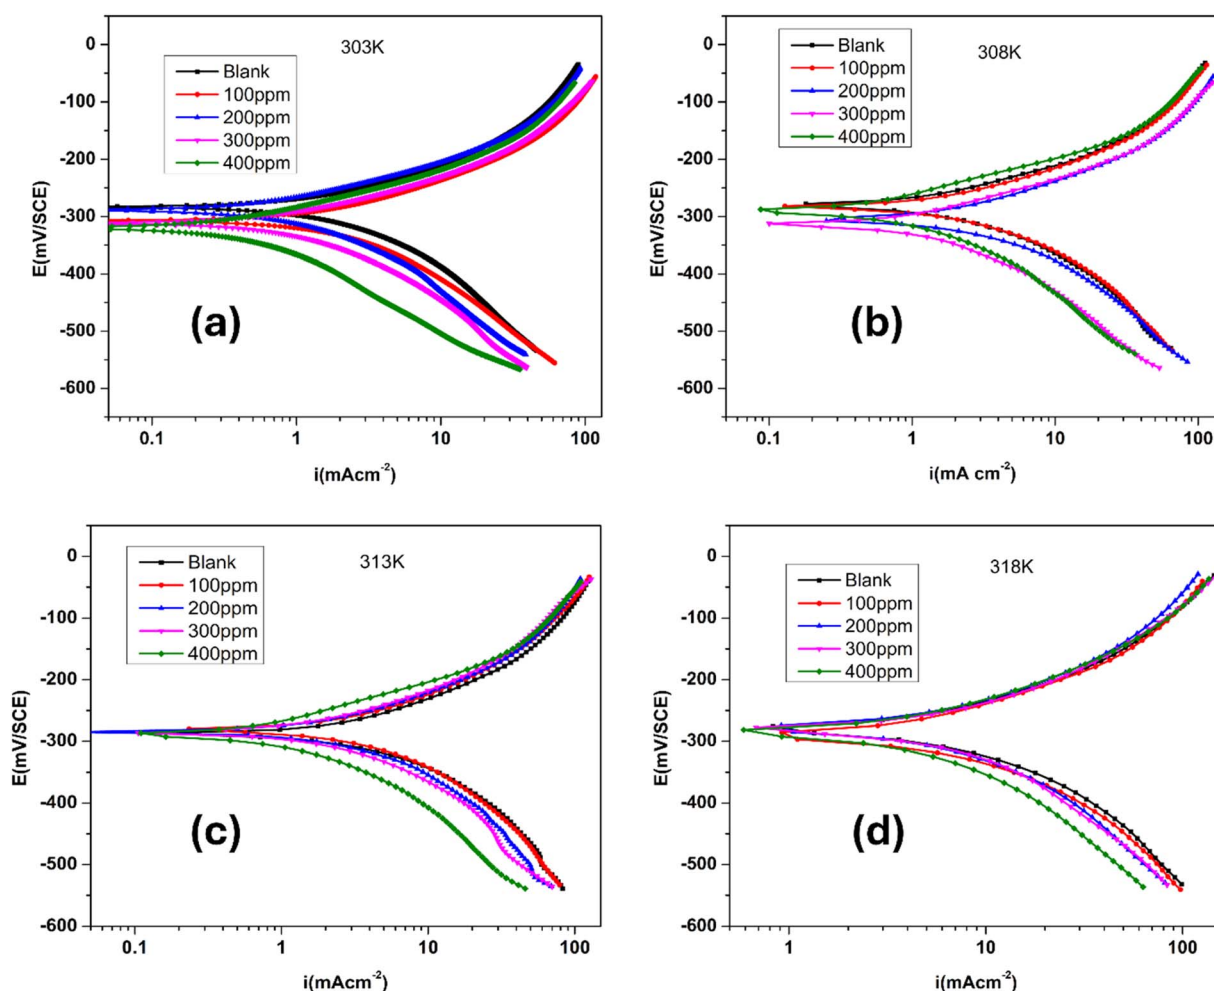 303K
Blank
100ppm
200ppm
300ppm
400ppm
0
-100
-200
-300
-400
-500
-600
E(mV/SCE)
(a)
0.1 1 10 100
i(mAcm-2)
308K
Blank
100ppm
200ppm
300ppm
400ppm
0
-100
-200
-300
-400
-500
-600
E(mV/SCE)
(b)
0.1 1 10 100
i(mA cm-2)
313K
Blank
100ppm
200ppm
300ppm
400ppm
0
-100
-200
-300
-400
-500
-600
E(mV/SCE)
(c)
0.1 1 10 100
i(mAcm-2)
318K
Blank
100ppm
200ppm
300ppm
400ppm
0
-100
-200
-300
-400
-500
-600
E(mV/SCE)
(d)
1 10 100
i(mAcm-2)